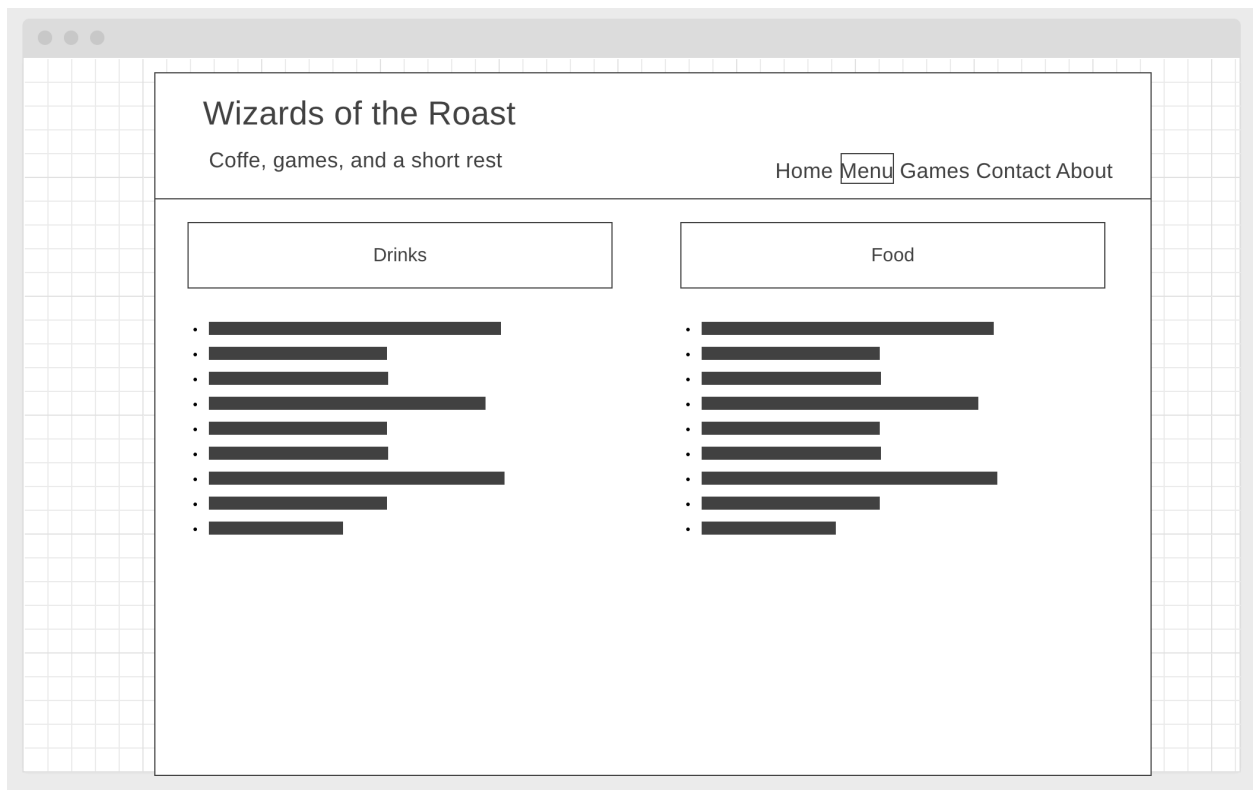 Wizards of the Roast
Coffe, games, and a short rest
Home Menu Games Contact About
Drinks
Food